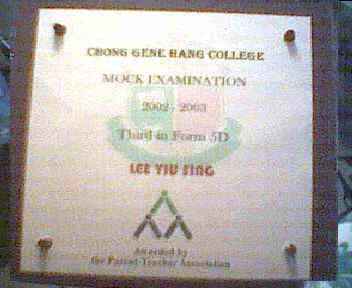 CHONG GENE HANG COLLEGE
MOCK EXAMINATION
2002 - 2003
Third in Form 5D
LEE YIU SING
Awarded by
the Parent-Teacher Association